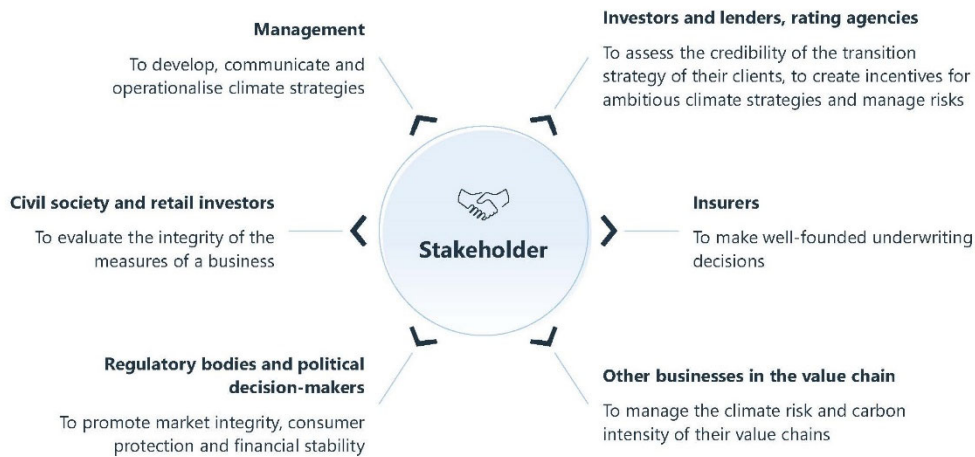 Management
To develop, communicate and
operationalise climate strategies
Investors and lenders, rating agencies
To assess the credibility of the transition
strategy of their clients, to create incentives for
ambitious climate strategies and manage risks
Civil society and retail investors
To evaluate the integrity of the
measures of a business
Stakeholder
Insurers
To make well-founded underwriting
decisions
Regulatory bodies and political
decision-makers
To promote market integrity, consumer
protection and financial stability
Other businesses in the value chain
To manage the climate risk and carbon
intensity of their value chains